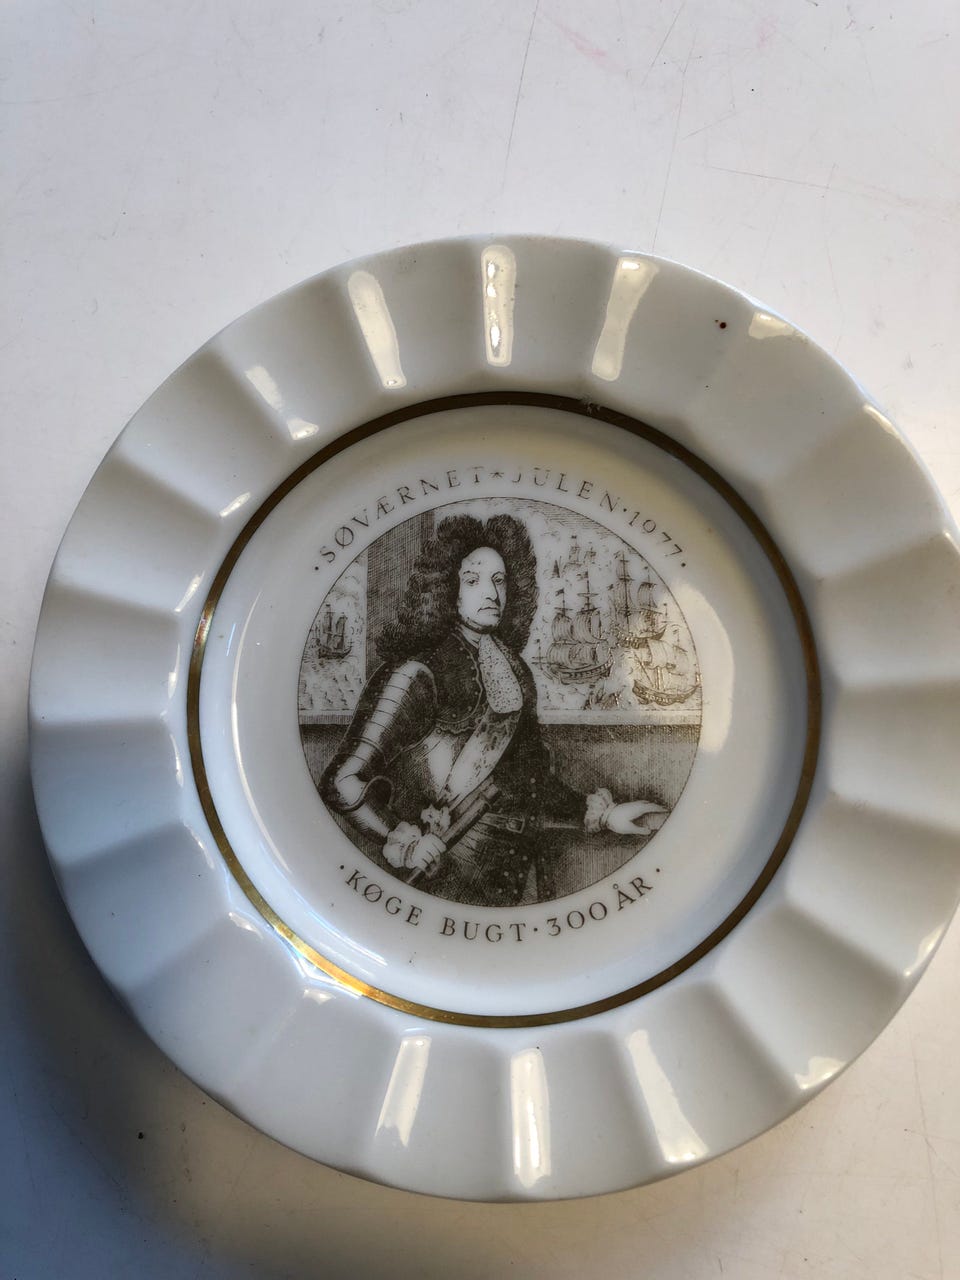 · SØVÆRNET * JULEN · 1977 ·
· KØGE BUGT · 300 ÅR ·